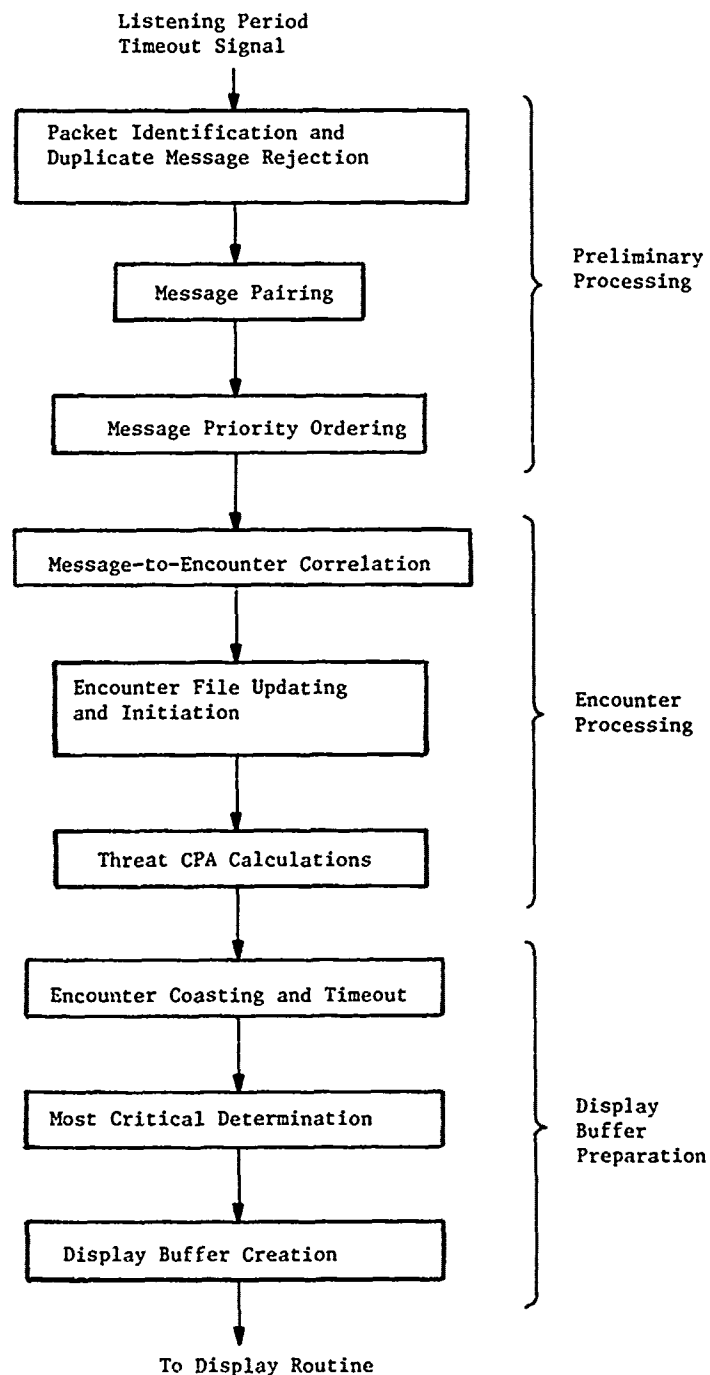 Listening Period
Timeout Signal
Packet Identification and
Duplicate Message Rejection
Message Pairing
Message Priority Ordering
Preliminary
Processing
Message-to-Encounter Correlation
Encounter File Updating
and Initiation
Threat CPA Calculations
Encounter
Processing
Encounter Coasting and Timeout
Most Critical Determination
Display Buffer Creation
Display
Buffer
Preparation
To Display Routine